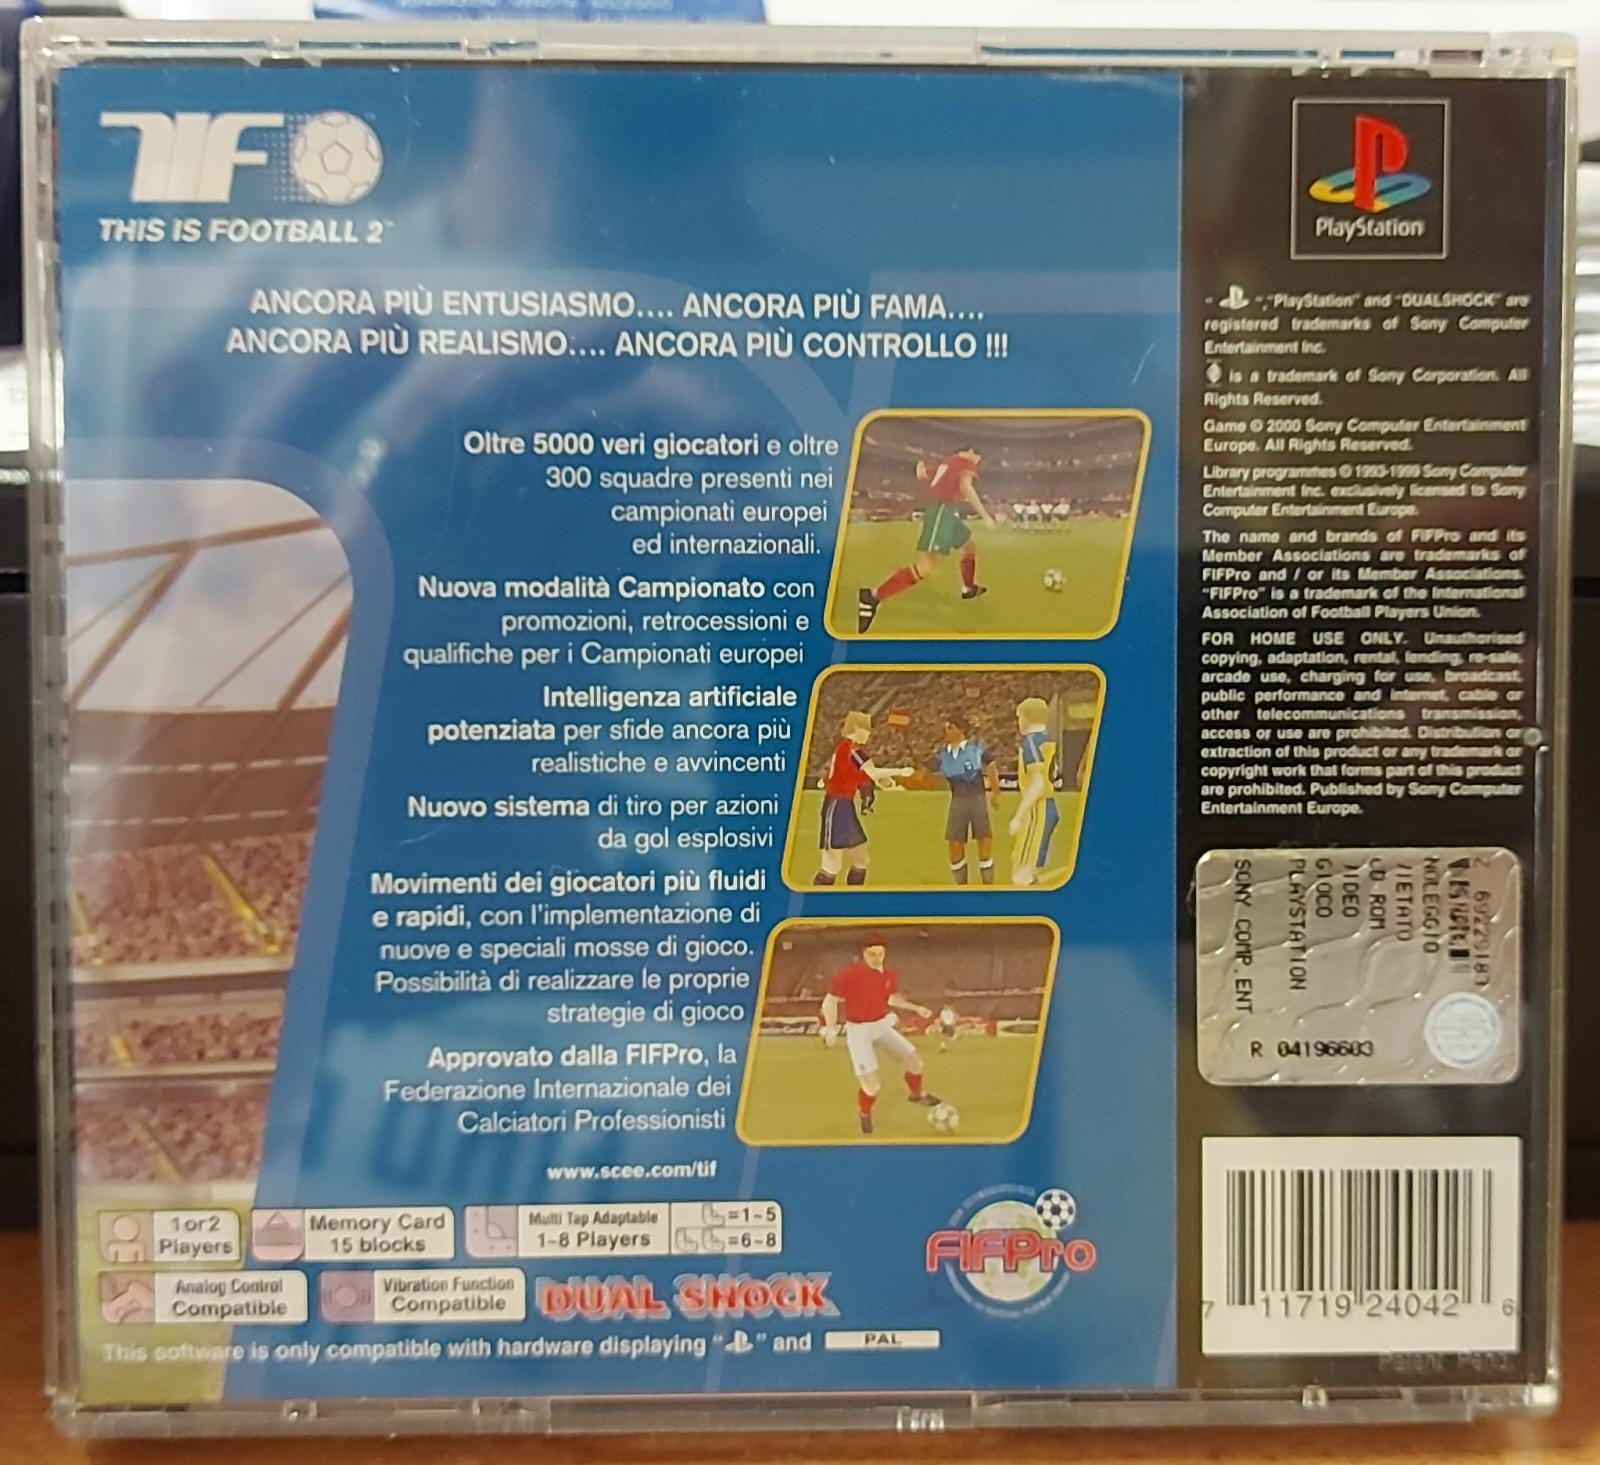 TIF
THIS IS FOOTBALL 2™
ANCORA PIÙ ENTUSIASMO.... ANCORA PIÙ FAMA....
ANCORA PIÙ REALISMO.... ANCORA PIÙ CONTROLLO !!!
Oltre 5000 veri giocatori e oltre
300 squadre presenti nei
campionati europei
ed internazionali.
Nuova modalità Campionato con
promozioni, retrocessioni e
qualifiche per i Campionati europei
Intelligenza artificiale
potenziata per sfide ancora più
realistiche e avvincenti
Nuovo sistema di tiro per azioni
da gol esplosivi
Movimenti dei giocatori più fluidi
e rapidi, con l'implementazione di
nuove e speciali mosse di gioco.
Possibilità di realizzare le proprie
strategie di gioco
Approvato dalla FIFPro, la
Federazione Internazionale dei
Calciatori Professionisti
www.scee.com/tif
1 or 2
Players
Memory Card
15 blocks
Multi Tap Adaptable
1-8 Players
=1-5
=6-8
Analog Control
Compatible
Vibration Function
Compatible
DUAL SHOCK
FIFPro
This software is only compatible with hardware displaying " " and PAL
PlayStation
" ", "PlayStation" and "DUALSHOCK" are
registered trademarks of Sony Computer
Entertainment Inc.
is a trademark of Sony Corporation. All
Rights Reserved.
Game © 2000 Sony Computer Entertainment
Europe. All Rights Reserved.
Library programmes © 1993-1999 Sony Computer
Entertainment Inc. exclusively licensed to Sony
Computer Entertainment Europe.
The name and brands of FIFPro and its
Member Associations are trademarks of
FIFPro and / or its Member Associations.
"FIFPro" is a trademark of the International
Association of Football Players Union.
FOR HOME USE ONLY. Unauthorised
copying, adaptation, rental, lending, re-sale,
arcade use, charging for use, broadcast,
public performance and internet, cable or
other telecommunications transmission,
access or use are prohibited. Distribution or
extraction of this product or any trademark or
copyright work that forms part of this product
are prohibited. Published by Sony Computer
Entertainment Europe.
NOLEGGIO
VIETATO
CD ROM
VIDEO
GIOCO
PLAYSTATION
SONY COMP. ENT
R 04196603
7 11719 24042 6